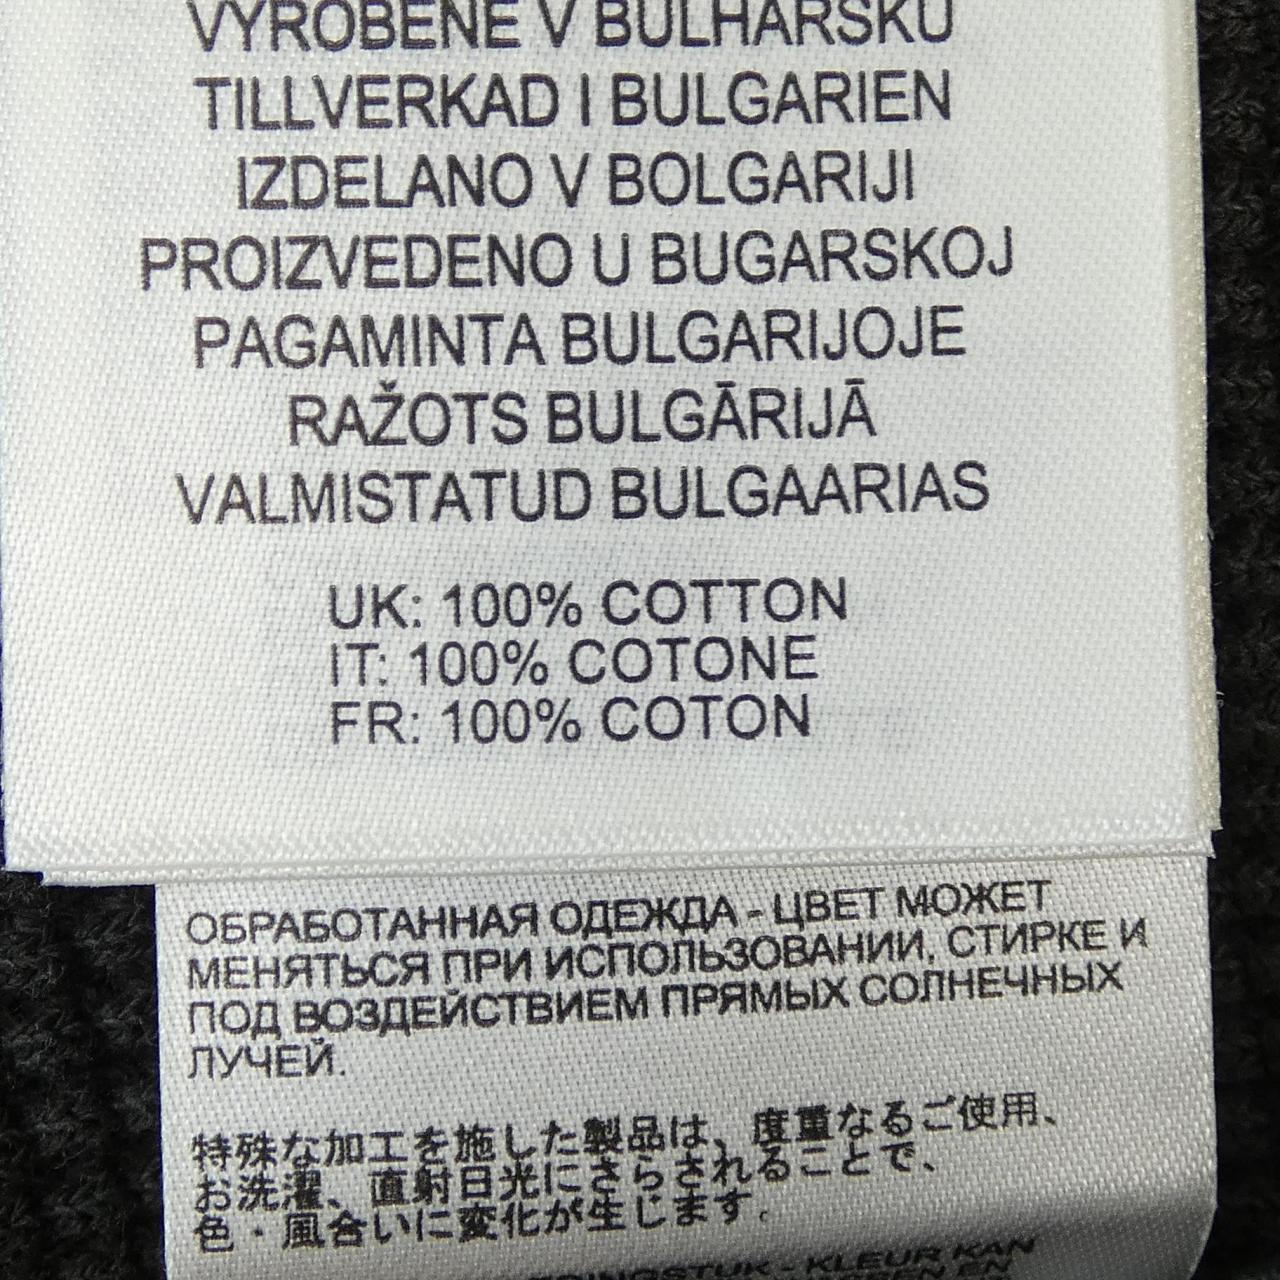 VYROBENE V BULHARSKU
TILLVERKAD I BULGARIEN
IZDELANO V BOLGARIJI
PROIZVEDENO U BUGARSKOJ
PAGAMINTA BULGARIJOJE
RAŽOTS BULGĀRIJĀ
VALMISTATUD BULGAARIAS
UK: 100% COTTON
IT: 100% COTONE
FR: 100% COTON
ОБРАБОТАННАЯ ОДЕЖДА - ЦВЕТ МОЖЕТ
МЕНЯТЬСЯ ПРИ ИСПОЛЬЗОВАНИИ, СТИРКЕ И
ПОД ВОЗДЕЙСТВИЕМ ПРЯМЫХ СОЛНЕЧНЫХ
ЛУЧЕЙ.
特殊な加工を施した製品は、度重なるご使用、
お洗濯、直射日光にさらされることで、
色・風合いに変化が生じます。
- KLEUR KAN
EN